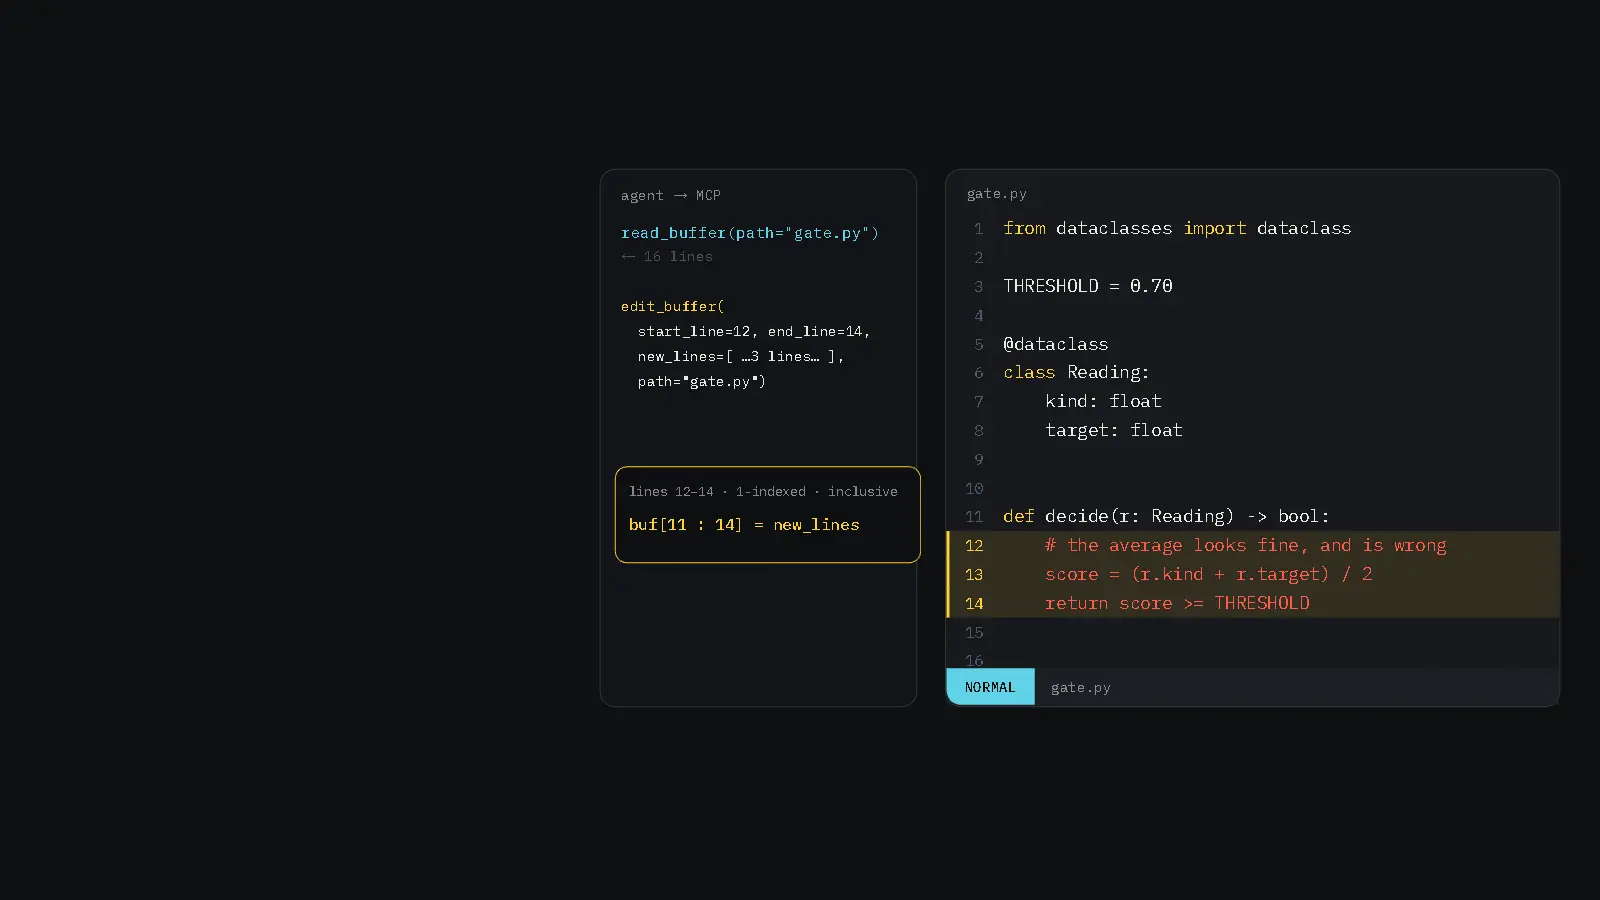 agent → MCP
read_buffer(path="gate.py")
← 16 lines
edit_buffer(
start_line=12, end_line=14,
new_lines=[ …3 lines… ],
path="gate.py")
lines 12–14 · 1-indexed · inclusive
buf[11 : 14] = new_lines
gate.py
1 from dataclasses import dataclass
2
3 THRESHOLD = 0.70
4
5 @dataclass
6 class Reading:
7     kind: float
8     target: float
9
10
11 def decide(r: Reading) -> bool:
12     # the average looks fine, and is wrong
13     score = (r.kind + r.target) / 2
14     return score >= THRESHOLD
15
16
NORMAL gate.py